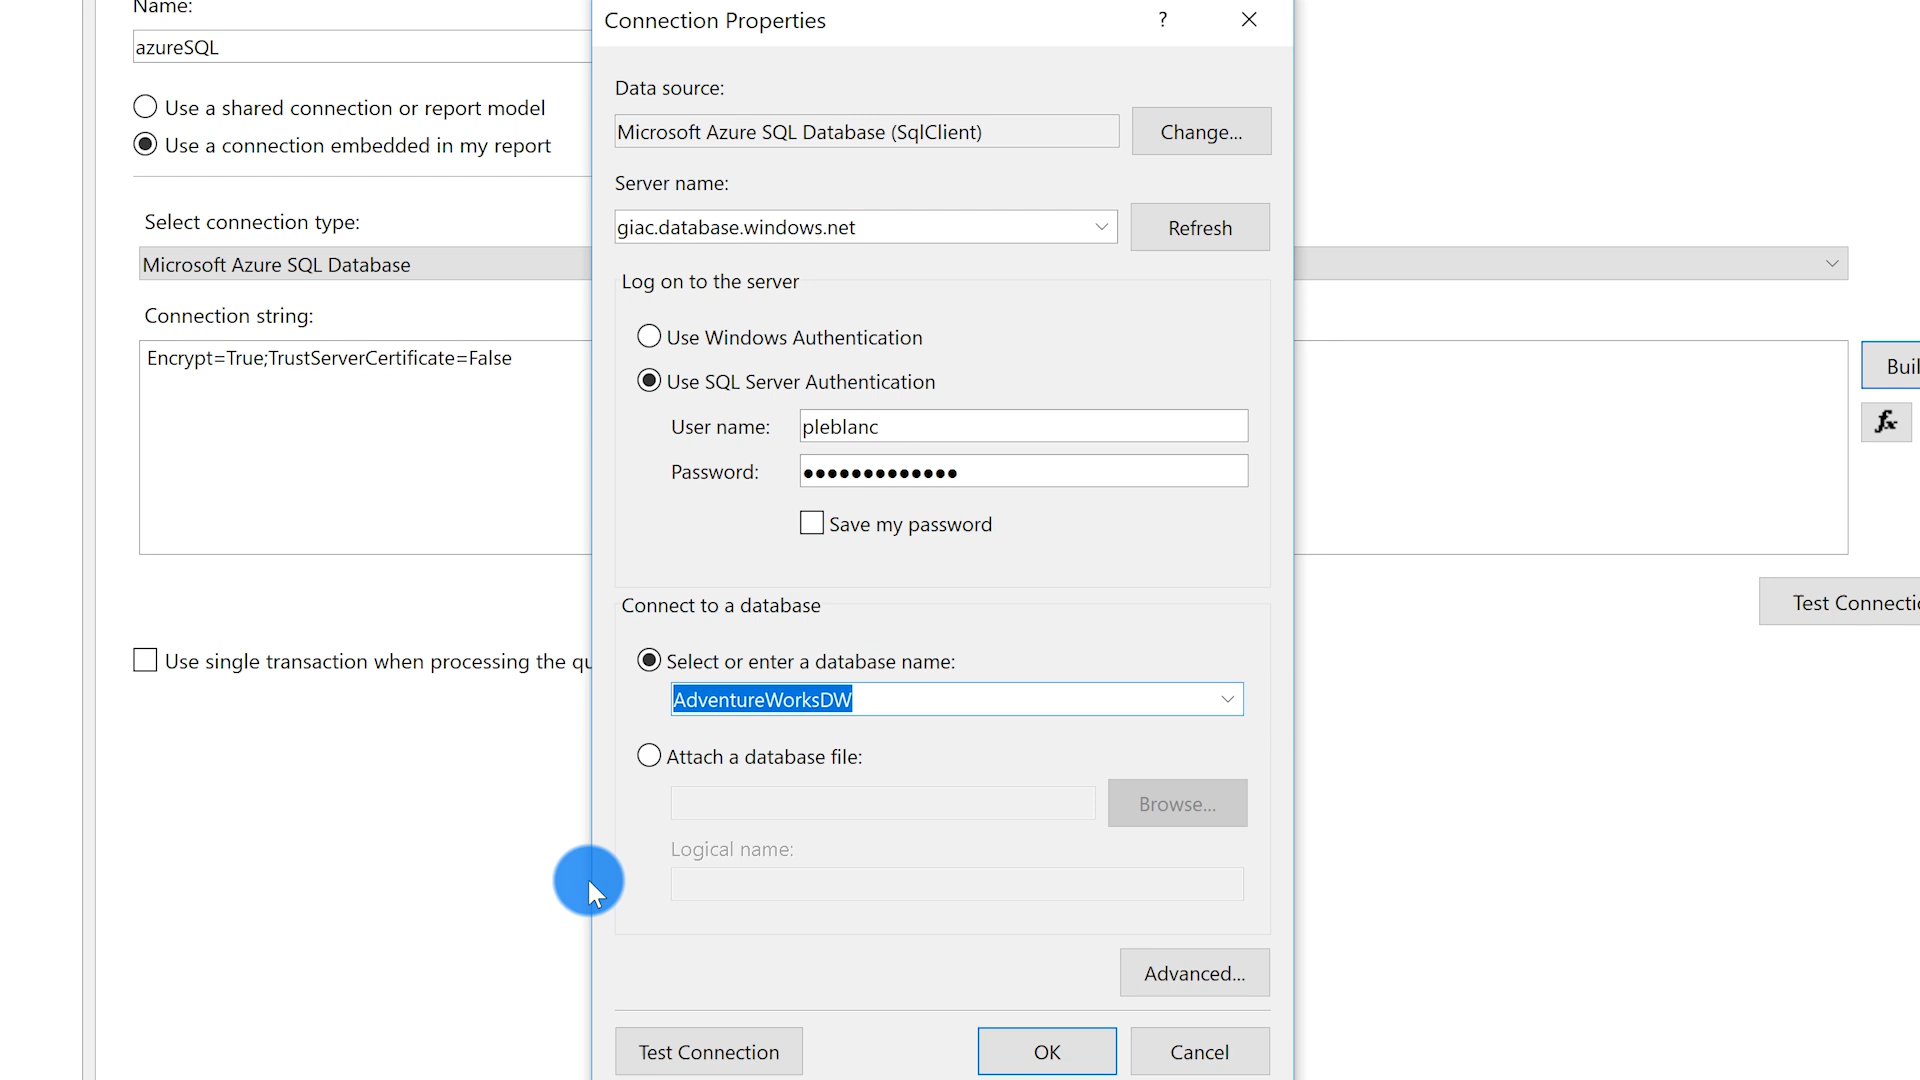 Name:
azureSQL
Use a shared connection or report model
Use a connection embedded in my report
Select connection type:
Microsoft Azure SQL Database
Connection string:
Encrypt=True;TrustServerCertificate=False
Use single transaction when processing the
Connection Properties
?
Data source:
Microsoft Azure SQL Database (SqlClient)
Change...
Server name:
giac.database.windows.net
Refresh
Log on to the server
Use Windows Authentication
Use SQL Server Authentication
User name:
pleblanc
Password:
●●●●●●●●●●●●●
Save my password
Connect to a database
Select or enter a database name:
AdventureWorksDW
Attach a database file:
Browse...
Logical name:
Advanced...
Test Connection
OK
Cancel
Buil
fx
Test Connectio